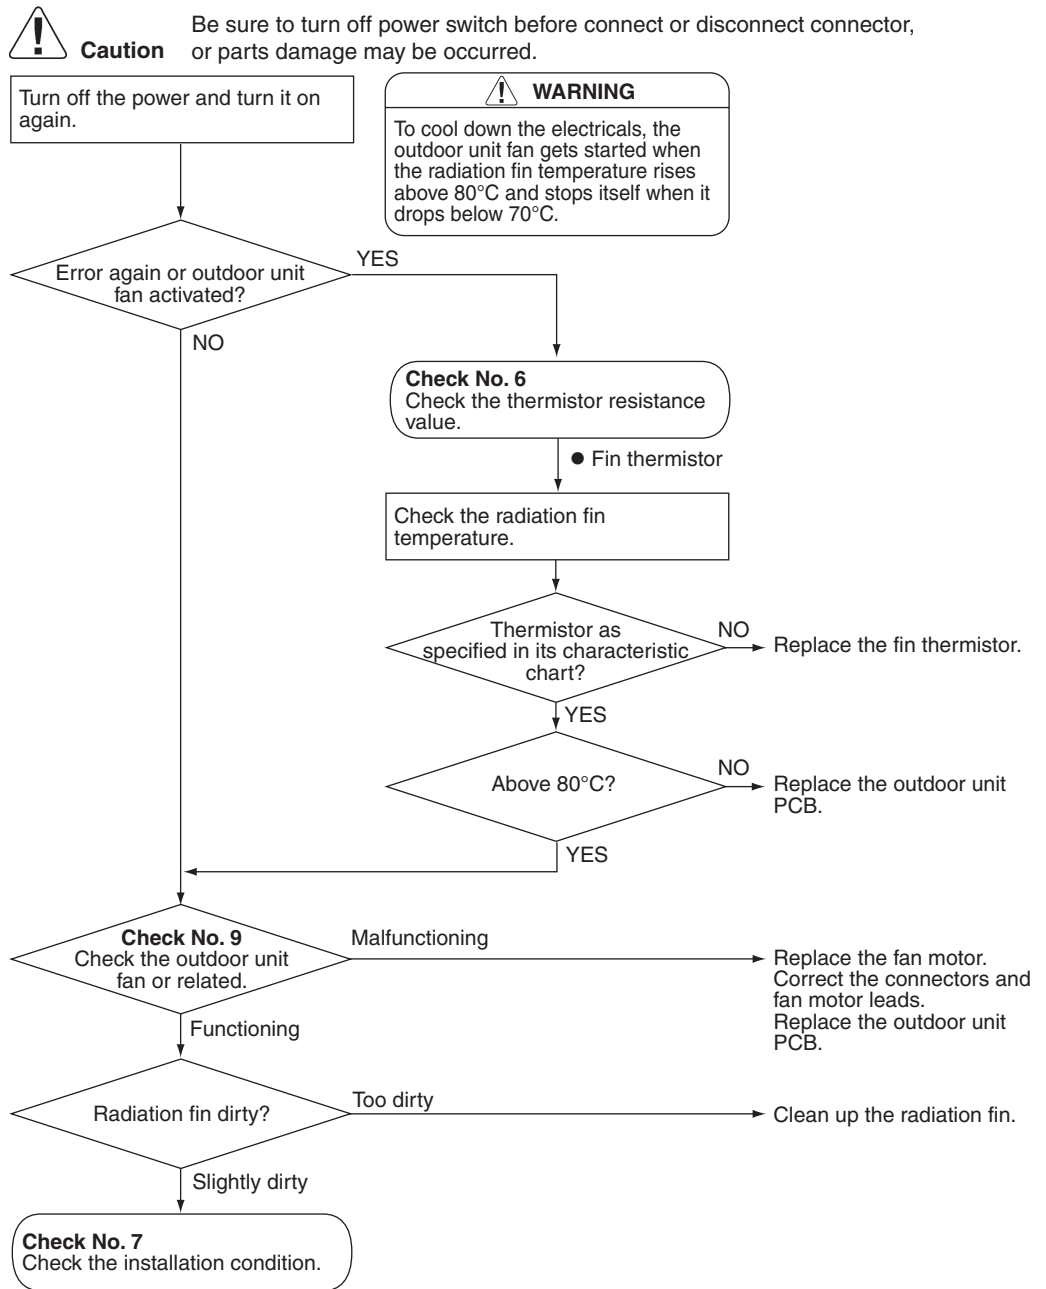 Be sure to turn off power switch before connect or disconnect connector,
Caution or parts damage may be occurred.
Turn off the power and turn it on
again.
WARNING
To cool down the electricals, the
outdoor unit fan gets started when
the radiation fin temperature rises
above 80°C and stops itself when it
drops below 70°C.
Error again or outdoor unit
fan activated?
YES
NO
Check No. 6
Check the thermistor resistance
value.
● Fin thermistor
Check the radiation fin
temperature.
Thermistor as
specified in its characteristic
chart?
NO
Replace the fin thermistor.
YES
Above 80°C?
NO
Replace the outdoor unit
PCB.
YES
Check No. 9
Check the outdoor unit
fan or related.
Malfunctioning
Replace the fan motor.
Correct the connectors and
fan motor leads.
Replace the outdoor unit
PCB.
Functioning
Radiation fin dirty?
Too dirty
Clean up the radiation fin.
Slightly dirty
Check No. 7
Check the installation condition.